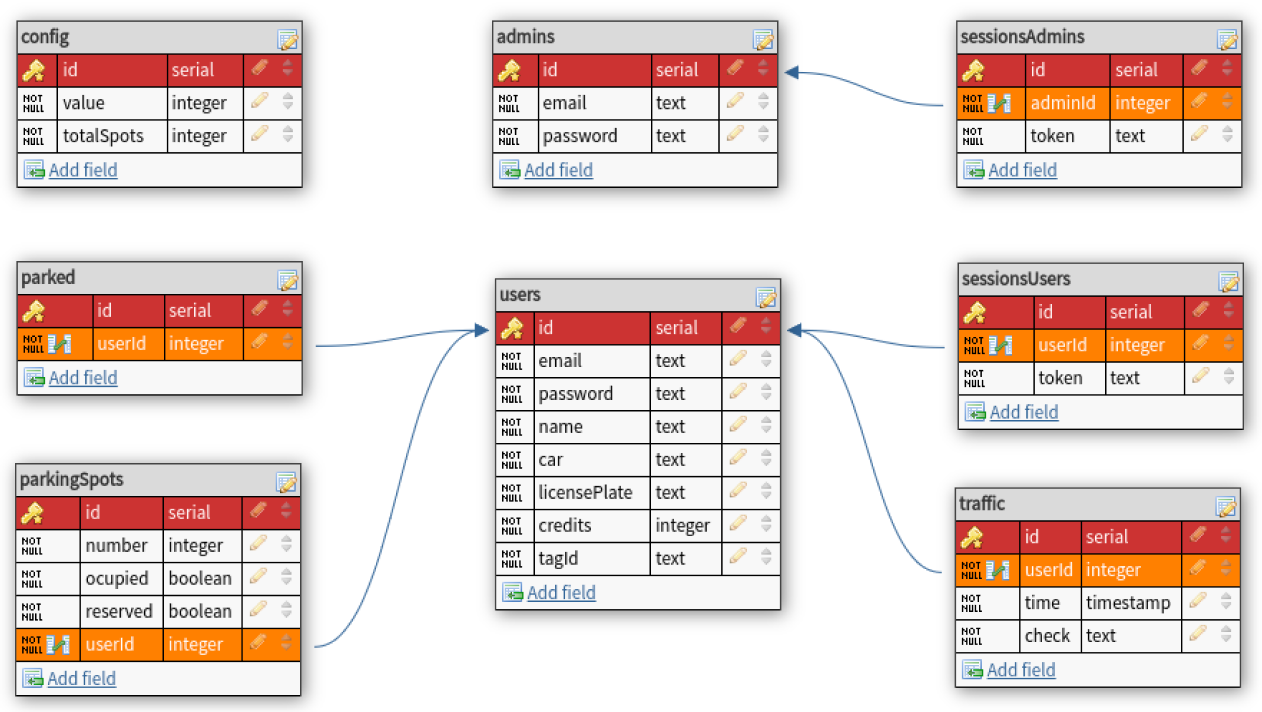 config
id serial
NOT NULL value integer
NOT NULL totalSpots integer
Add field
admins
id serial
NOT NULL email text
NOT NULL password text
Add field
sessionsAdmins
id serial
NOT NULL adminId integer
NOT NULL token text
Add field
parked
id serial
NOT NULL userId integer
Add field
users
id serial
NOT NULL email text
NOT NULL password text
NOT NULL name text
NOT NULL car text
NOT NULL licensePlate text
NOT NULL credits integer
NOT NULL tagId text
Add field
sessionsUsers
id serial
NOT NULL userId integer
NOT NULL token text
Add field
parkingSpots
id serial
NOT NULL number integer
NOT NULL ocupied boolean
NOT NULL reserved boolean
NOT NULL userId integer
Add field
traffic
id serial
NOT NULL userId integer
NOT NULL time timestamp
NOT NULL check text
Add field